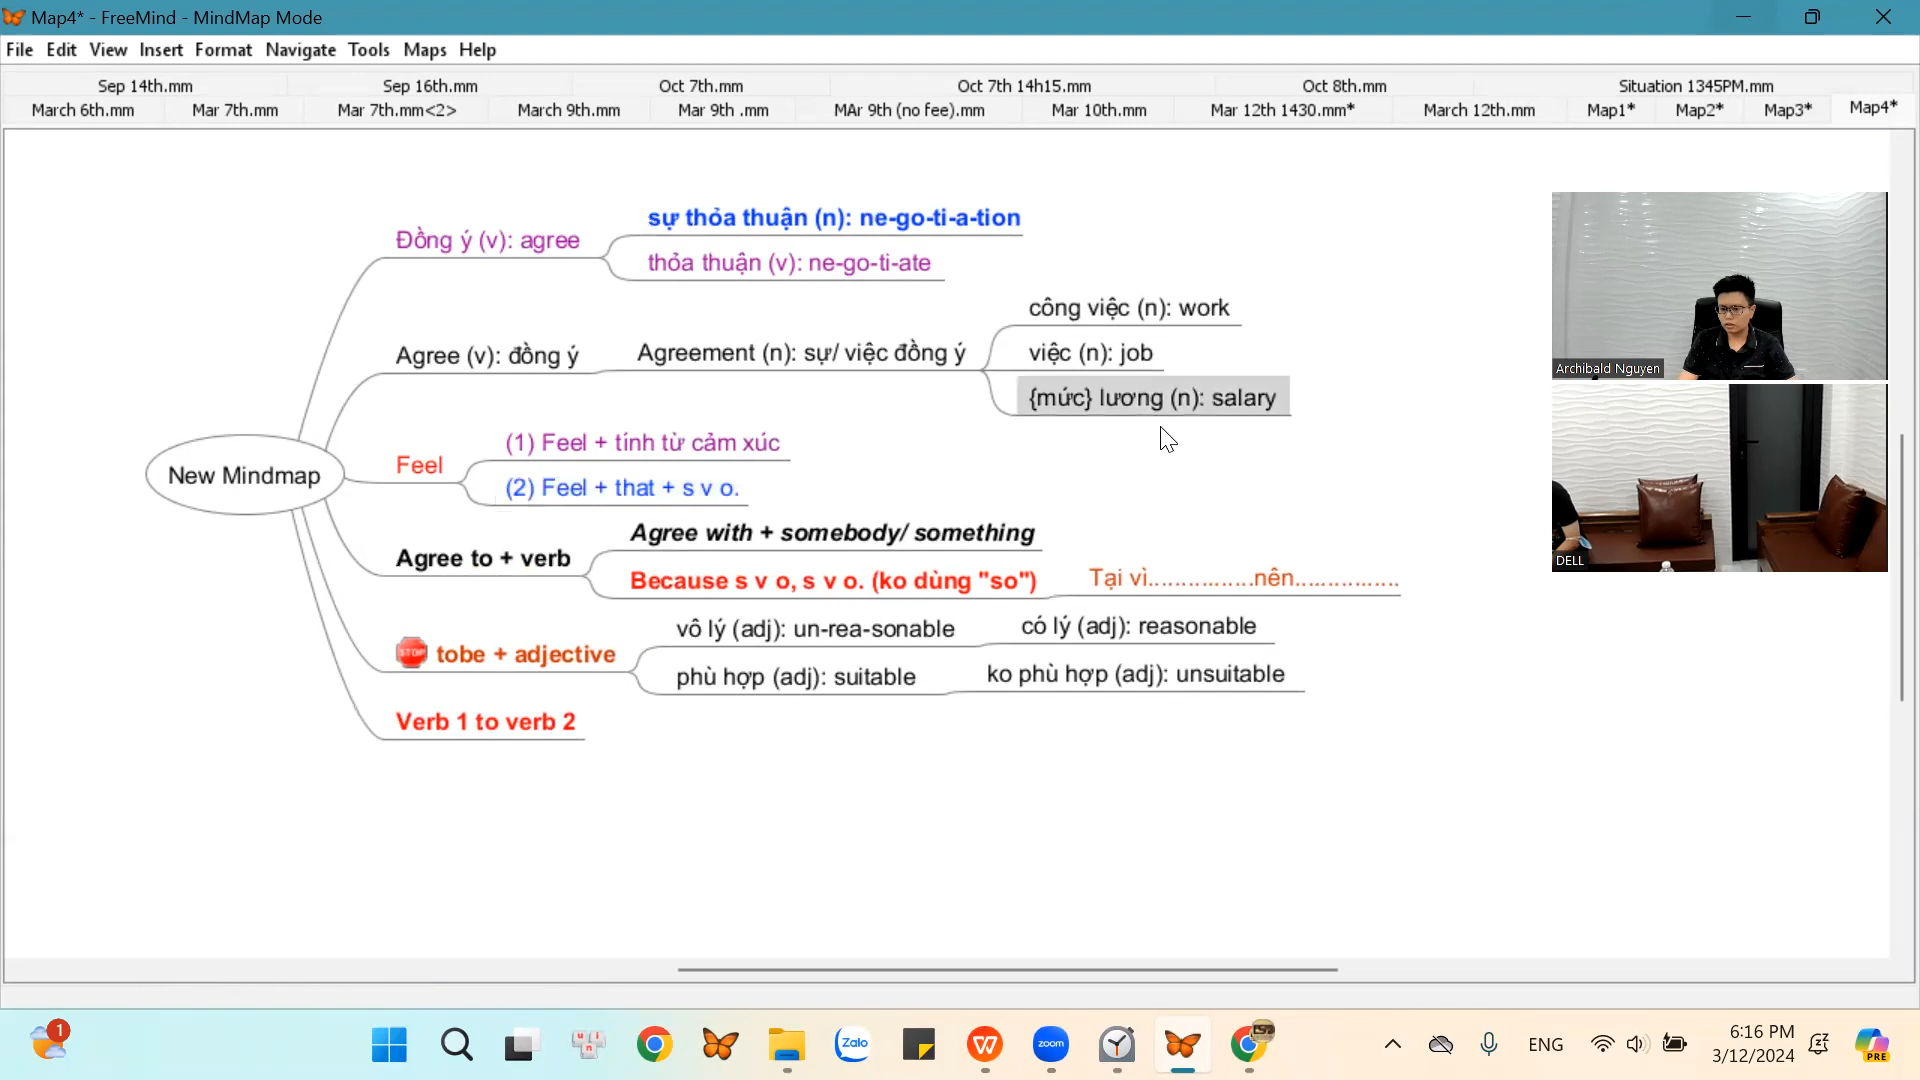 Map4* - FreeMind - MindMap Mode
File Edit View Insert Format Navigate Tools Maps Help
Sep 14th.mm Sep 16th.mm Oct 7th.mm Oct 7th 14h15.mm Oct 8th.mm Situation 1345PM.mm
March 6th.mm Mar 7th.mm Mar 7th.mm<2> March 9th.mm Mar 9th .mm MAr 9th (no fee).mm Mar 10th.mm Mar 12th 1430.mm* March 12th.mm Map1* Map2* Map3* Map4*
New Mindmap
Đồng ý (v): agree
sự thỏa thuận (n): ne-go-ti-a-tion
thỏa thuận (v): ne-go-ti-ate
Agree (v): đồng ý
Agreement (n): sự/ việc đồng ý
công việc (n): work
việc (n): job
{mức} lương (n): salary
Feel
(1) Feel + tính từ cảm xúc
(2) Feel + that + s v o.
Agree to + verb
Agree with + somebody/ something
Because s v o, s v o. (ko dùng "so")
Tại vì................nên................
STOP tobe + adjective
vô lý (adj): un-rea-sonable
có lý (adj): reasonable
phù hợp (adj): suitable
ko phù hợp (adj): unsuitable
Verb 1 to verb 2
Archibald Nguyen
DELL
1
Zalo
zoom
ENG
6:16 PM
3/12/2024
PRE